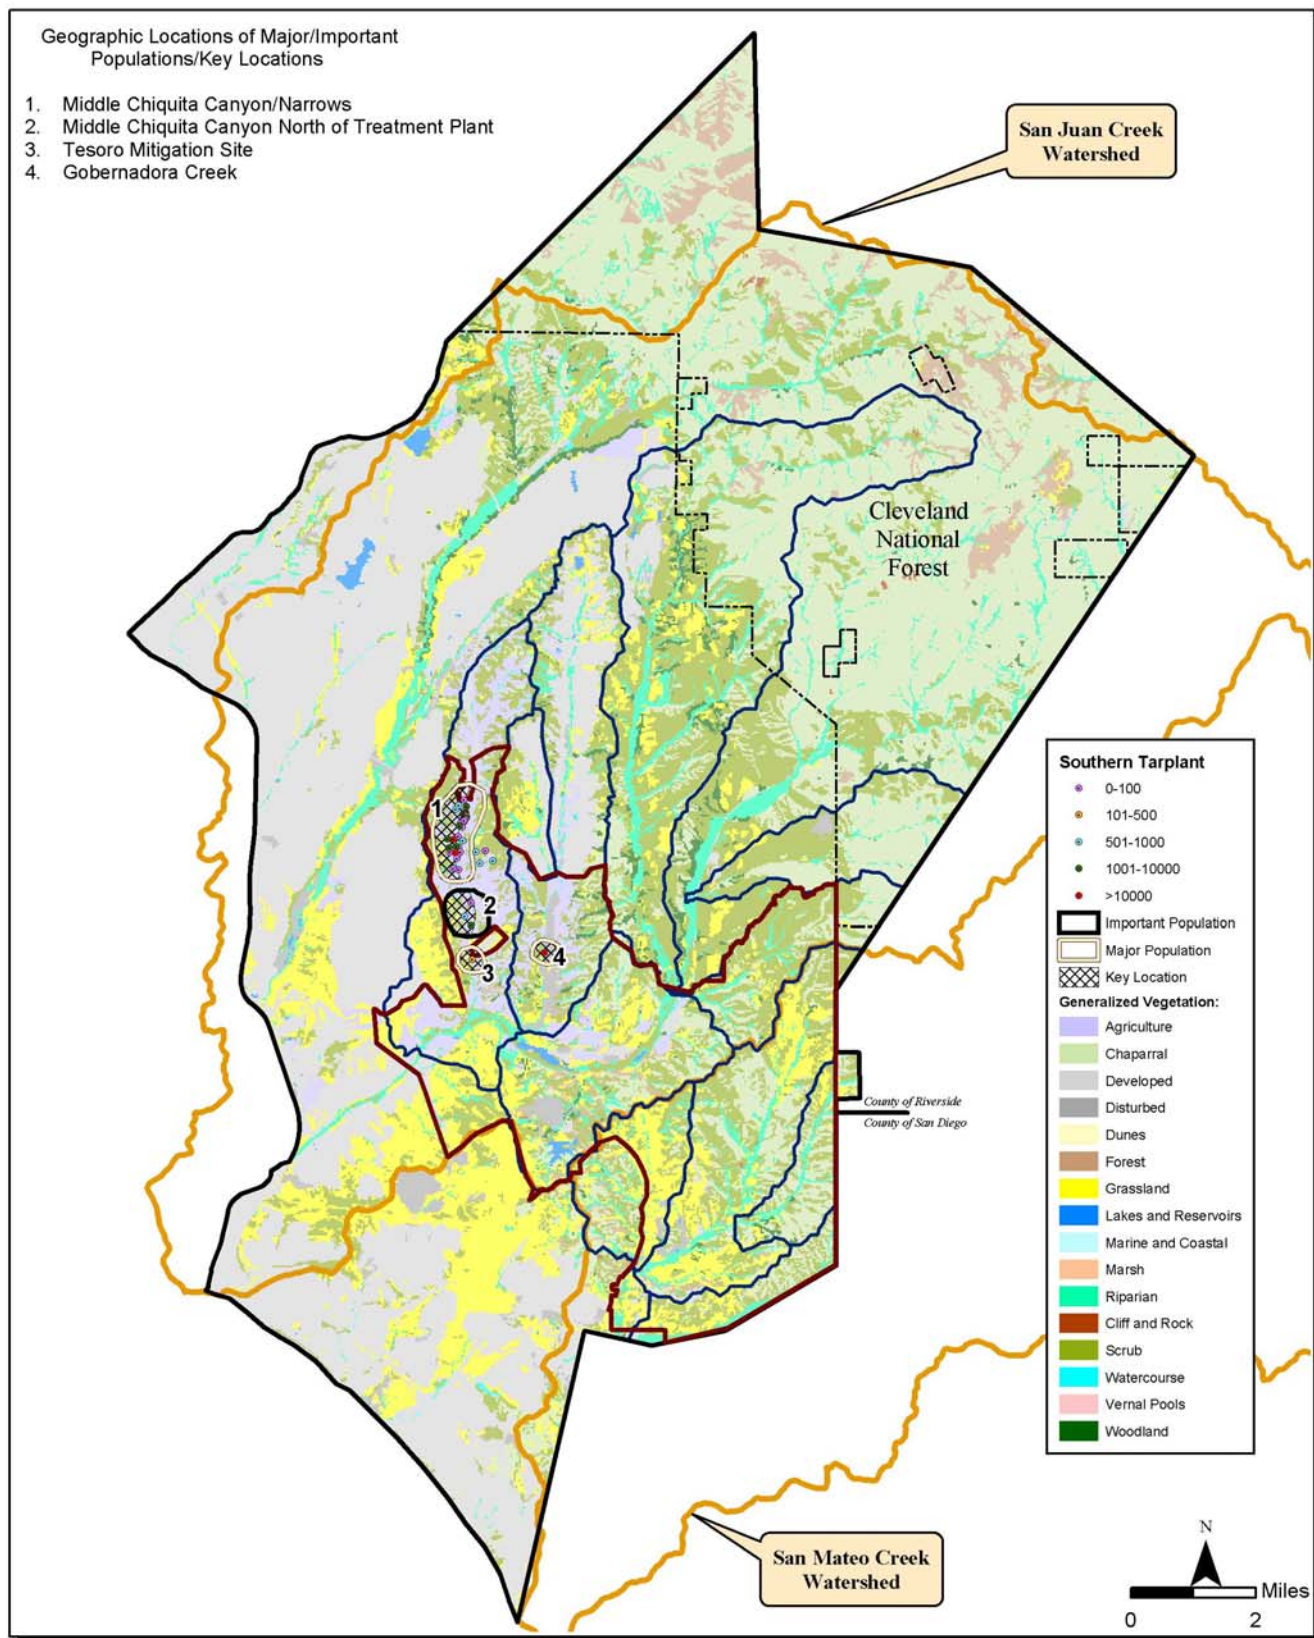 Geographic Locations of Major/Important
Populations/Key Locations
1. Middle Chiquita Canyon/Narrows
2. Middle Chiquita Canyon North of Treatment Plant
3. Tesoro Mitigation Site
4. Gobernadora Creek
San Juan Creek
Watershed
Cleveland
National
Forest
1
2
3
4
Southern Tarplant
0-100
101-500
501-1000
1001-10000
>10000
Important Population
Major Population
Key Location
Generalized Vegetation:
Agriculture
Chaparral
Developed
Disturbed
Dunes
Forest
Grassland
Lakes and Reservoirs
Marine and Coastal
Marsh
Riparian
Cliff and Rock
Scrub
Watercourse
Vernal Pools
Woodland
County of Riverside
County of San Diego
San Mateo Creek
Watershed
N
Miles
0 2